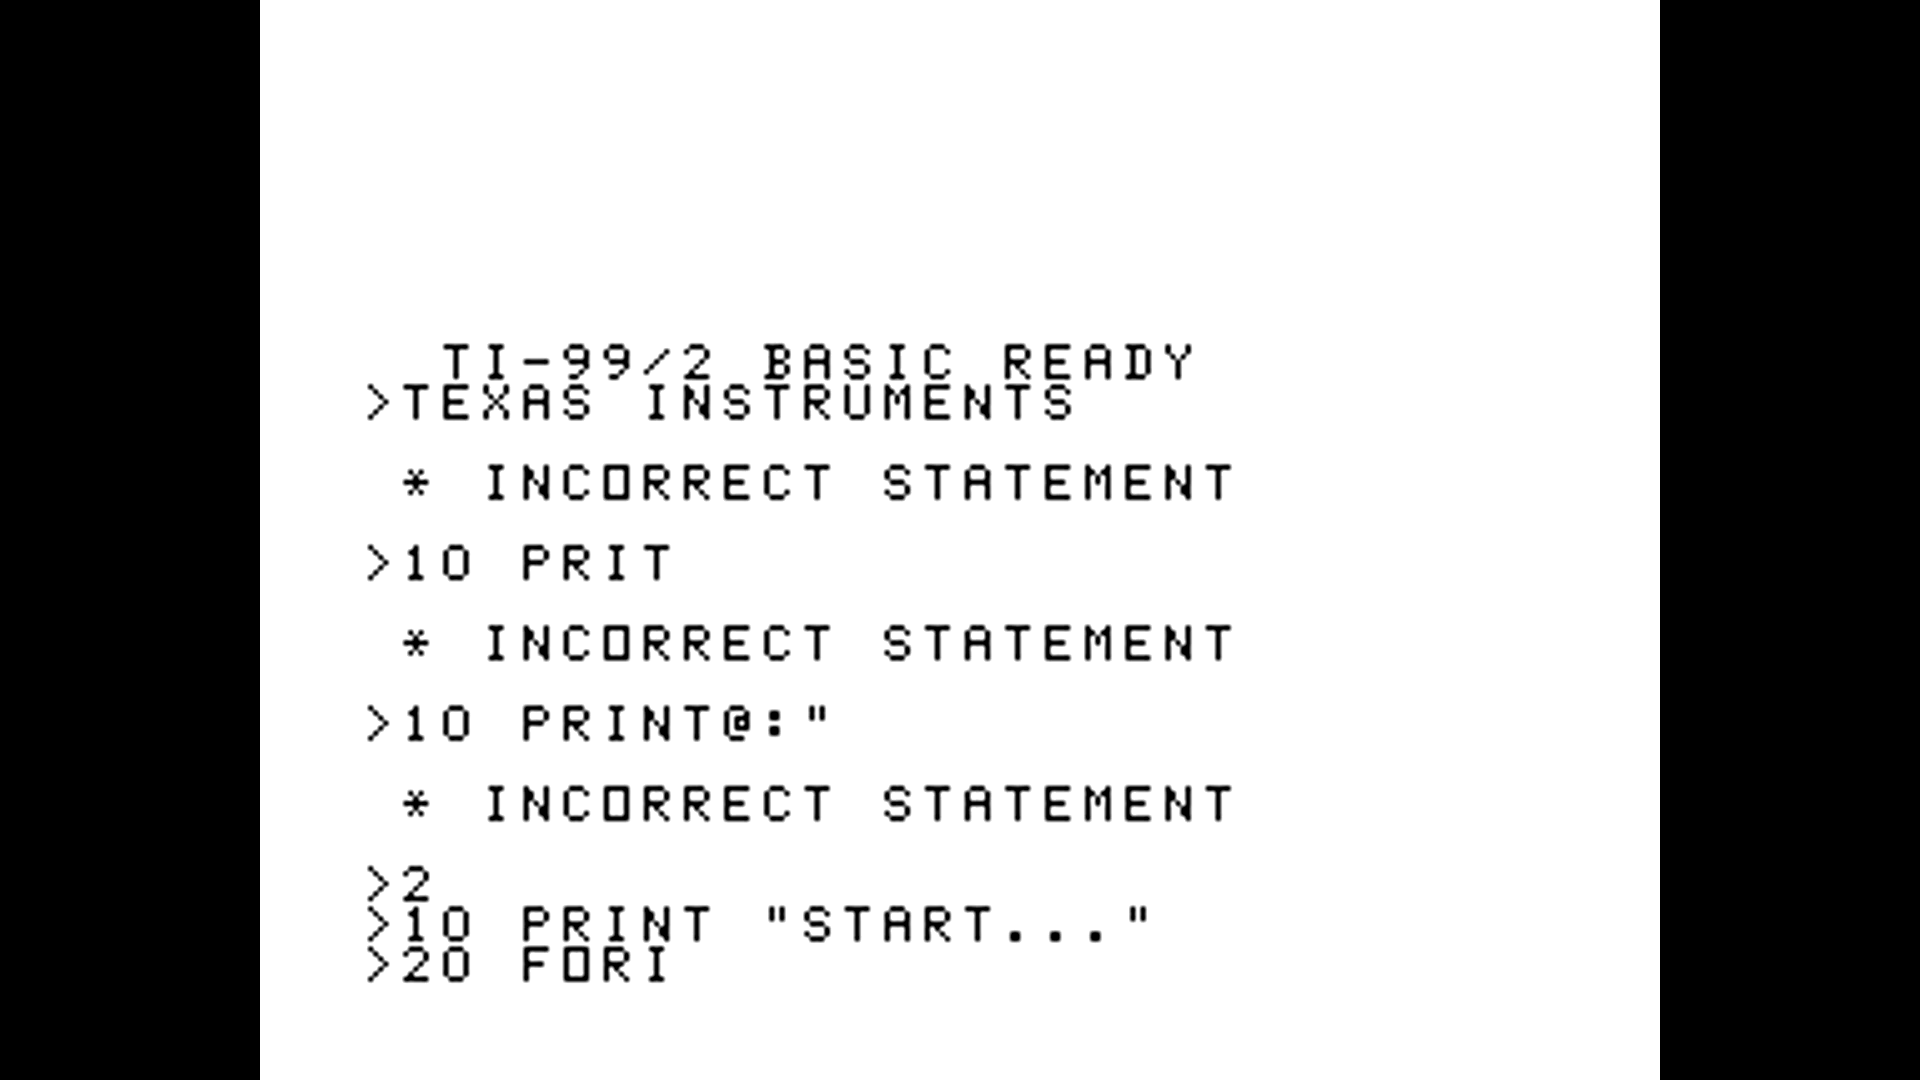 TI-99/2 BASIC READY
>TEXAS INSTRUMENTS
* INCORRECT STATEMENT
>10 PRIT
* INCORRECT STATEMENT
>10 PRINT@:"
* INCORRECT STATEMENT
>2
>10 PRINT "START..."
>20 FORI